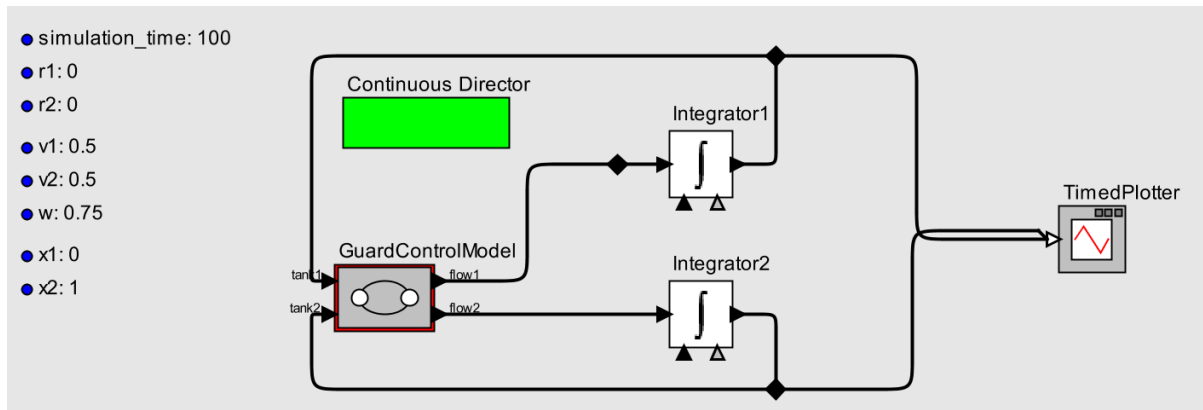 simulation_time: 100
r1: 0
r2: 0
v1: 0.5
v2: 0.5
w: 0.75
x1: 0
x2: 1
Continuous Director
Integrator1
TimedPlotter
GuardControlModel
tank1
flow1
tank2
flow2
Integrator2